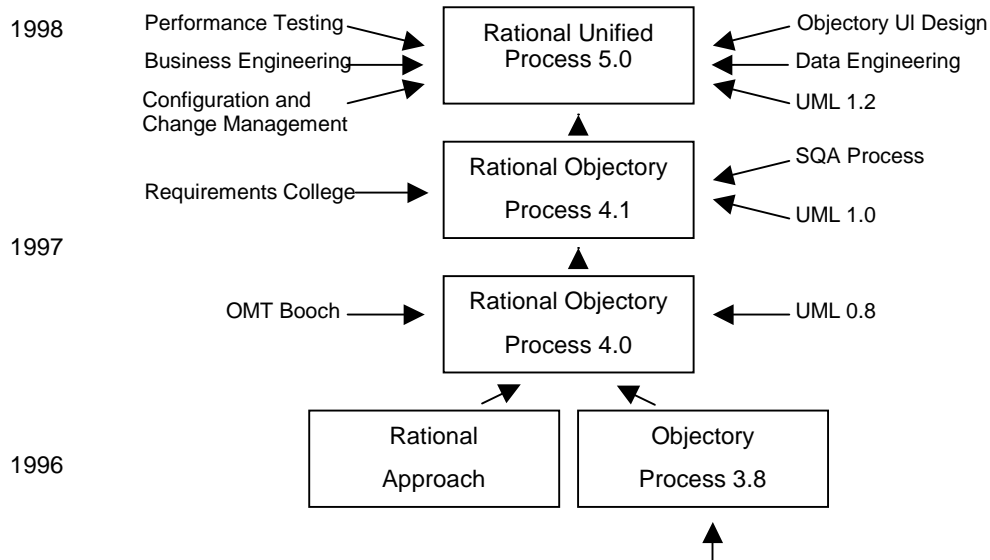 1998
Performance Testing
Business Engineering
Configuration and
Change Management
Rational Unified
Process 5.0
Objectory UI Design
Data Engineering
UML 1.2
Requirements College
Rational Objectory
Process 4.1
SQA Process
UML 1.0
1997
OMT Booch
Rational Objectory
Process 4.0
UML 0.8
1996
Rational
Approach
Objectory
Process 3.8